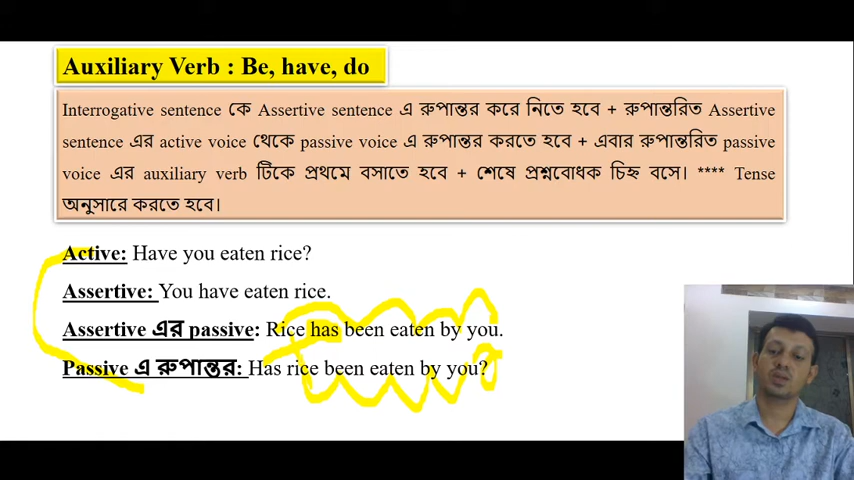 Auxiliary Verb : Be, have, do
Interrogative sentence কে Assertive sentence এ রুপান্তর করে নিতে হবে + রুপান্তরিত Assertive
sentence এর active voice থেকে passive voice এ রুপান্তর করতে হবে + এবার রুপান্তরিত passive
voice এর auxiliary verb টিকে প্রথমে বসাতে হবে + শেষে প্রশ্নবোধক চিহ্ন বসে। **** Tense
অনুসারে করতে হবে।
Active: Have you eaten rice?
Assertive: You have eaten rice.
Assertive এর passive: Rice has been eaten by you.
Passive এ রুপান্তর: Has rice been eaten by you?